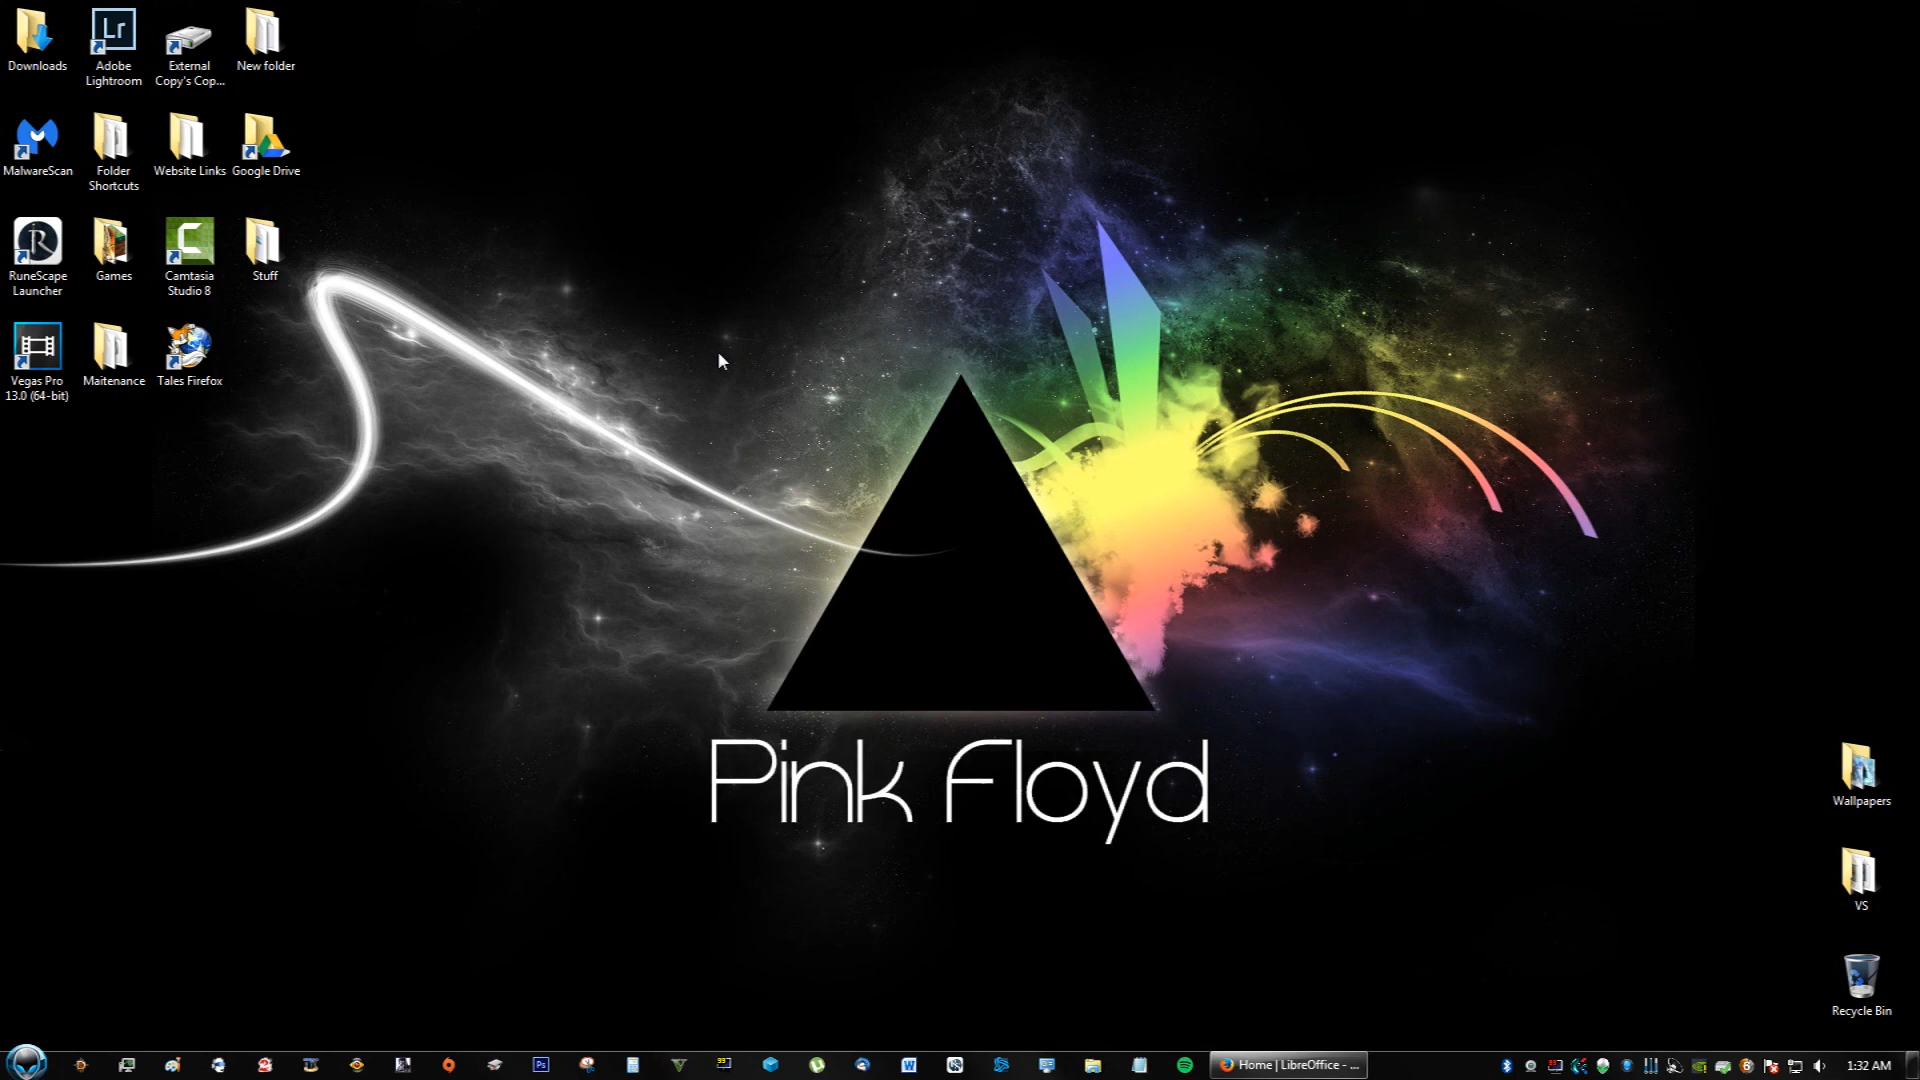 Downloads
Adobe
Lightroom
External
Copy's Cop...
New folder
MalwareScan
Folder
Shortcuts
Website Links
Google Drive
RuneScape
Launcher
Games
Camtasia
Studio 8
Stuff
Vegas Pro
13.0 (64-bit)
Maitenance
Tales Firefox
Lr
Pink Floyd
Wallpapers
VS
Recycle Bin
Ps
W
Home | LibreOffice - ...
1:32 AM